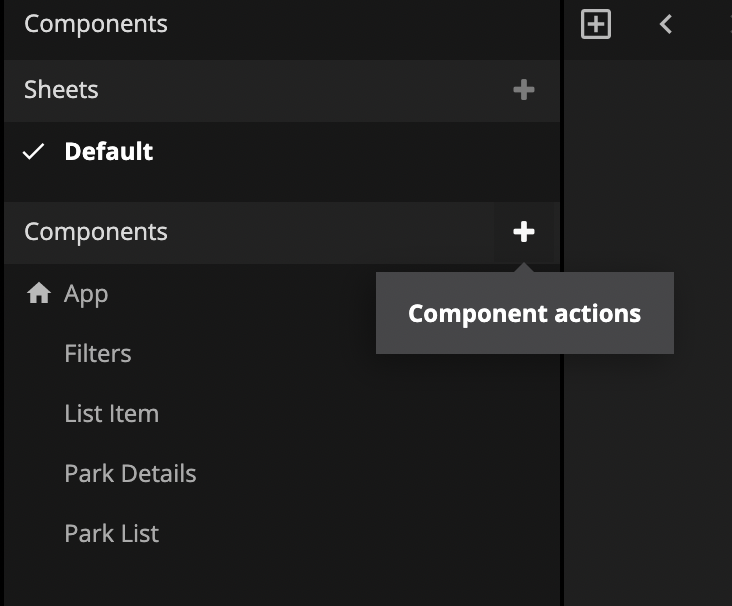 Components
Sheets
Default
Components
App
Component actions
Filters
List Item
Park Details
Park List